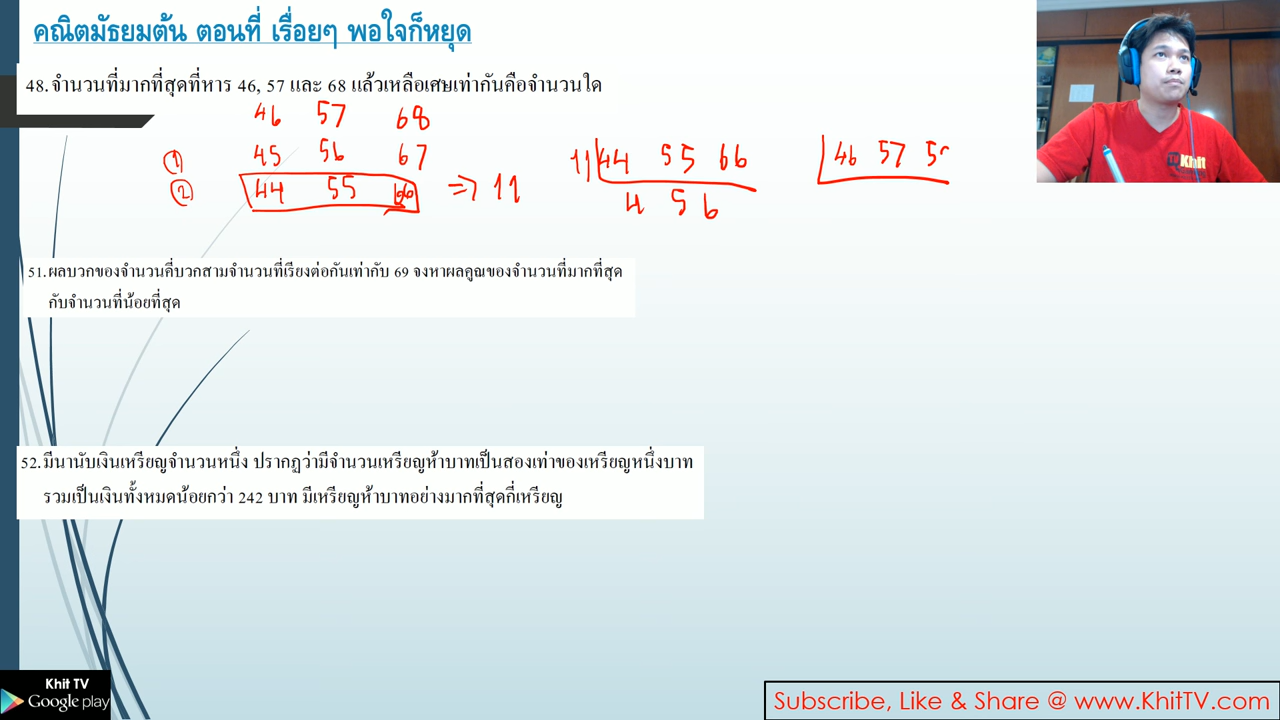 คณิตมัธยมต้น ตอนที่ เรื่อยๆ พอใจก็หยุด
48. จำนวนที่มากที่สุดที่หาร 46, 57 และ 68 แล้วเหลือเศษเท่ากันคือจำนวนใด
46 57 68
① 45 56 67
② 44 55 66 => 11
11 44 55 66
4 5 6
46 57
51. ผลบวกของจำนวนคี่บวกสามจำนวนที่เรียงต่อกันเท่ากับ 69 จงหาผลคูณของจำนวนที่มากที่สุด
กับจำนวนที่น้อยที่สุด
52. มีนานับเงินเหรียญจำนวนหนึ่ง ปรากฏว่ามีจำนวนเหรียญห้าบาทเป็นสองเท่าของเหรียญหนึ่งบาท
รวมเป็นเงินทั้งหมดน้อยกว่า 242 บาท มีเหรียญห้าบาทอย่างมากที่สุดกี่เหรียญ
Khit TV
Google play
Subscribe, Like & Share @ www.KhitTV.com